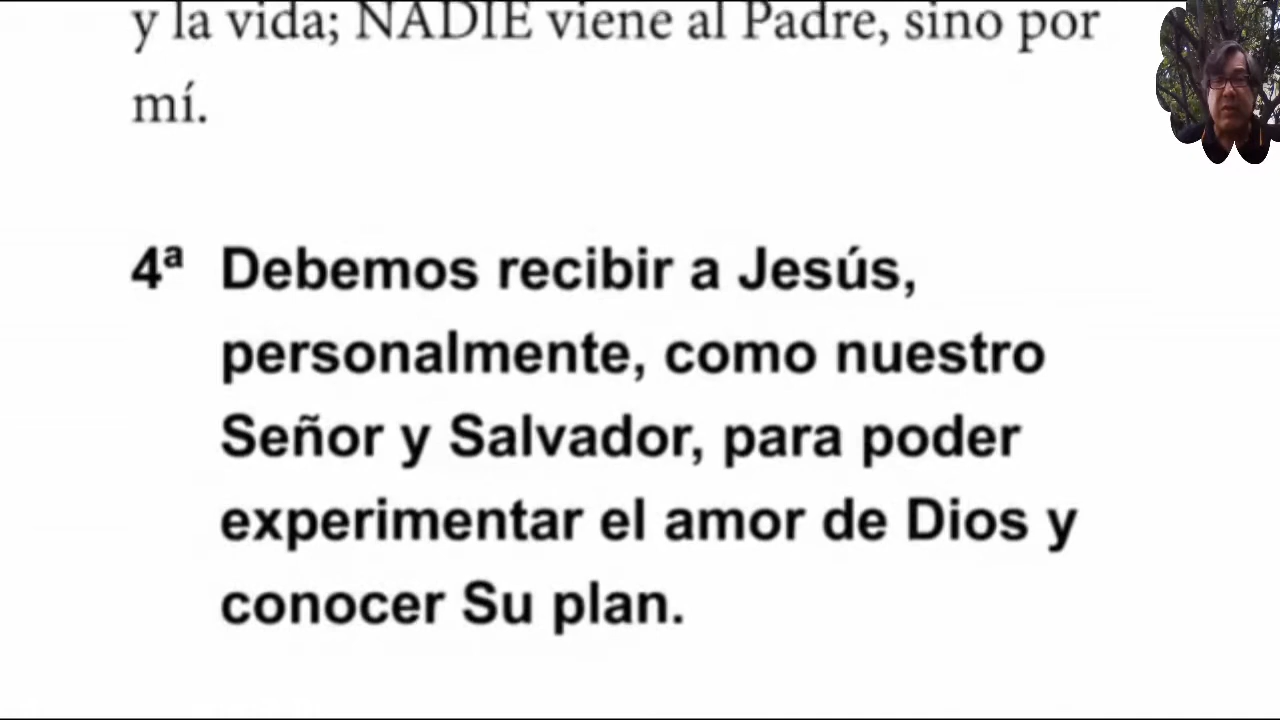 y la vida; NADIE viene al Padre, sino por
mí.
4ª Debemos recibir a Jesús,
personalmente, como nuestro
Señor y Salvador, para poder
experimentar el amor de Dios y
conocer Su plan.